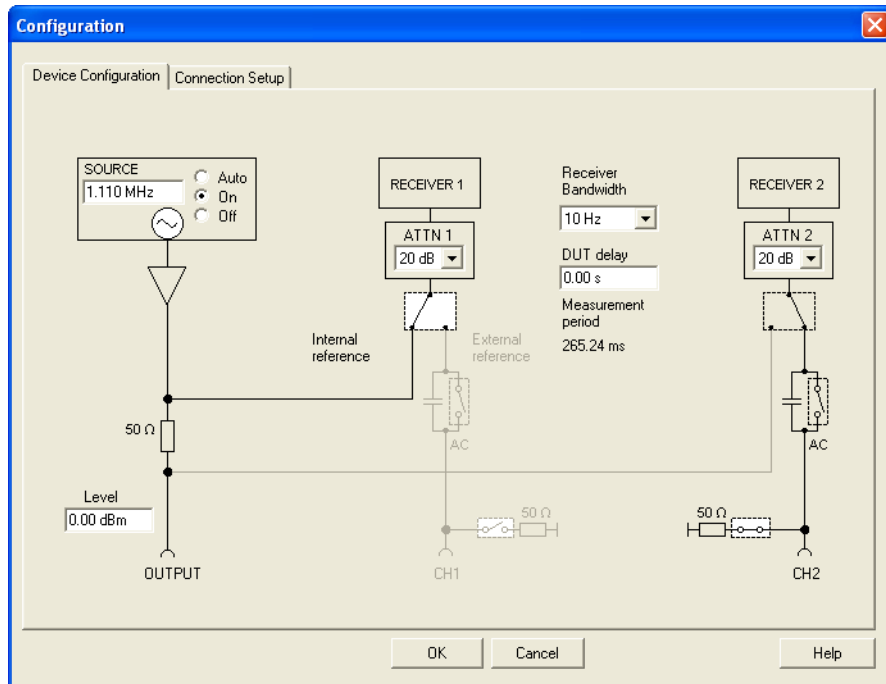 Configuration
Device Configuration
Connection Setup
SOURCE
1.110 MHz
Auto
On
Off
RECEIVER 1
ATTN 1
20 dB
Receiver
Bandwidth
10 Hz
DUT delay
0.00 s
Measurement
period
265.24 ms
RECEIVER 2
ATTN 2
20 dB
Internal
reference
External
reference
50 Ω
AC
AC
Level
0.00 dBm
50 Ω
50 Ω
OUTPUT
CH1
CH2
OK
Cancel
Help